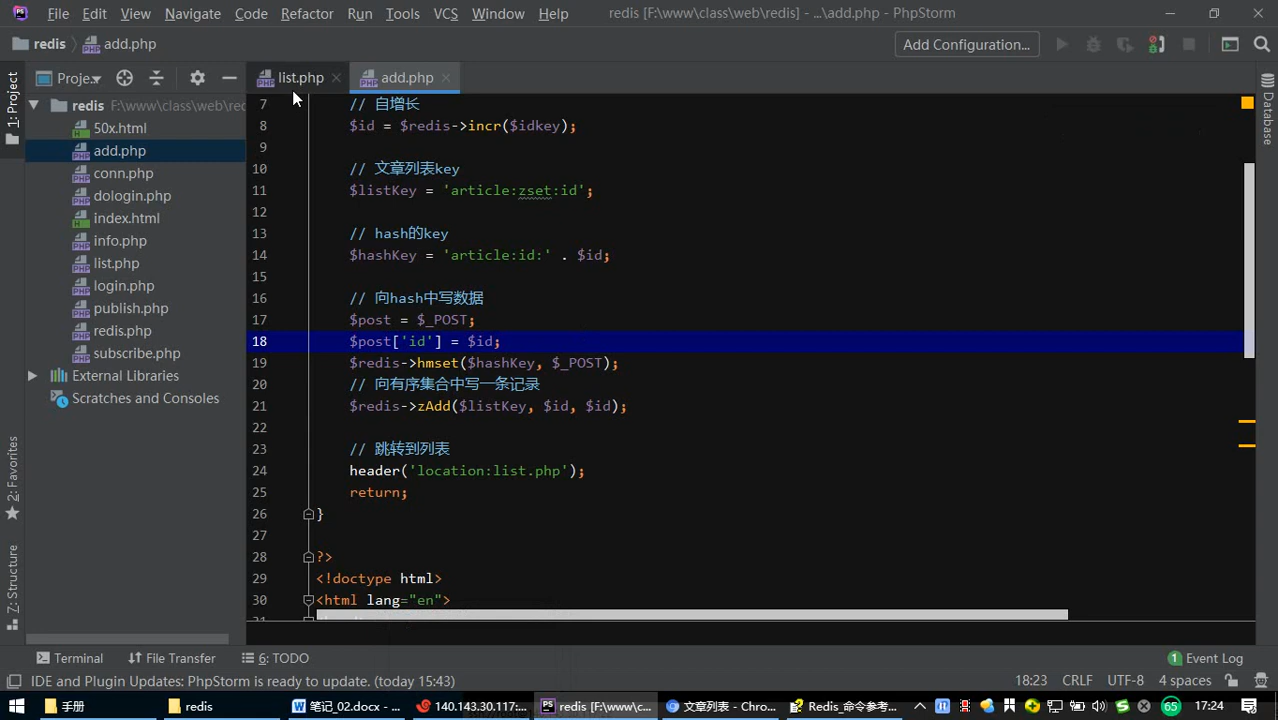 File Edit View Navigate Code Refactor Run Tools VCS Window Help redis [F:\www\class\web\redis] - ...\add.php - PhpStorm
redis add.php Add Configuration...
1: Project
Proje
list.php
add.php
Database
redis F:\www\class\web\redi
50x.html
add.php
conn.php
dologin.php
index.html
info.php
list.php
login.php
publish.php
redis.php
subscribe.php
External Libraries
Scratches and Consoles
2: Favorites
Z: Structure
7 // 自增长
8 $id = $redis->incr($idkey);
9
10 // 文章列表key
11 $listKey = 'article:zset:id';
12
13 // hash的key
14 $hashKey = 'article:id:' . $id;
15
16 // 向hash中写数据
17 $post = $_POST;
18 $post['id'] = $id;
19 $redis->hmset($hashKey, $_POST);
20 // 向有序集合中写一条记录
21 $redis->zAdd($listKey, $id, $id);
22
23 // 跳转到列表
24 header('location:list.php');
25 return;
26 }
27
28 ?>
29 <!doctype html>
30 <html lang="en">
31
Terminal File Transfer 6: TODO 1 Event Log
IDE and Plugin Updates: PhpStorm is ready to update. (today 15:43) 18:23 CRLF UTF-8 4 spaces
手册 redis 笔记_02.docx - ... 140.143.30.117:... redis [F:\www\c... 文章列表 - Chro... Redis_命令参考... 65 17:24